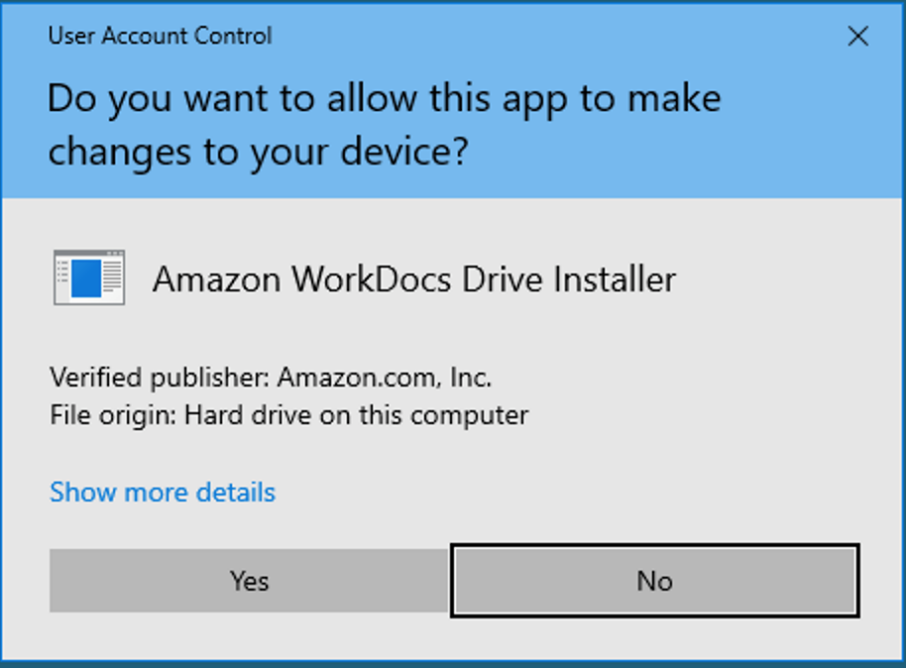 User Account Control
Do you want to allow this app to make
changes to your device?
Amazon WorkDocs Drive Installer
Verified publisher: Amazon.com, Inc.
File origin: Hard drive on this computer
Show more details
Yes
No